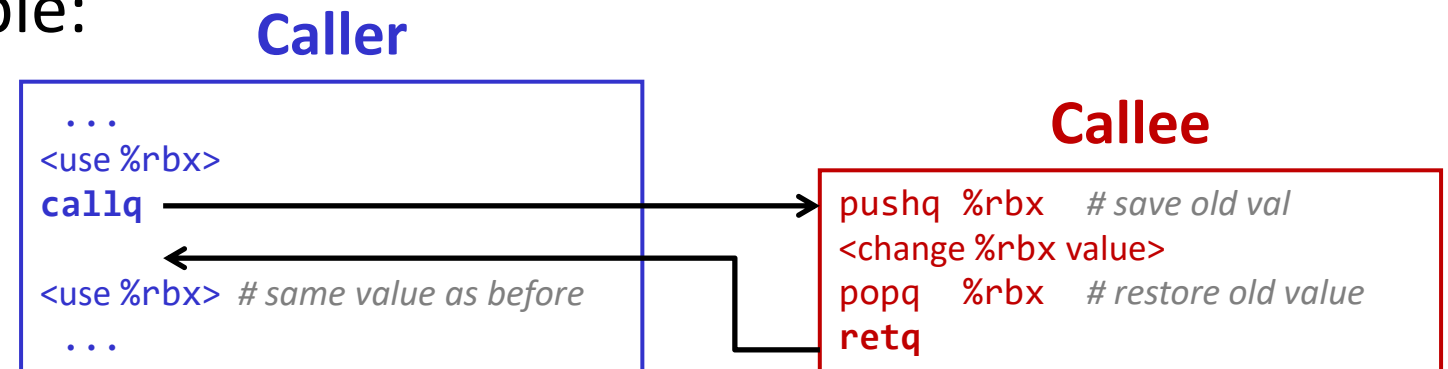 ple:
Caller
...
<use %rbx>
callq
<use %rbx> # same value as before
...
Callee
pushq %rbx # save old val
<change %rbx value>
popq %rbx # restore old value
retq